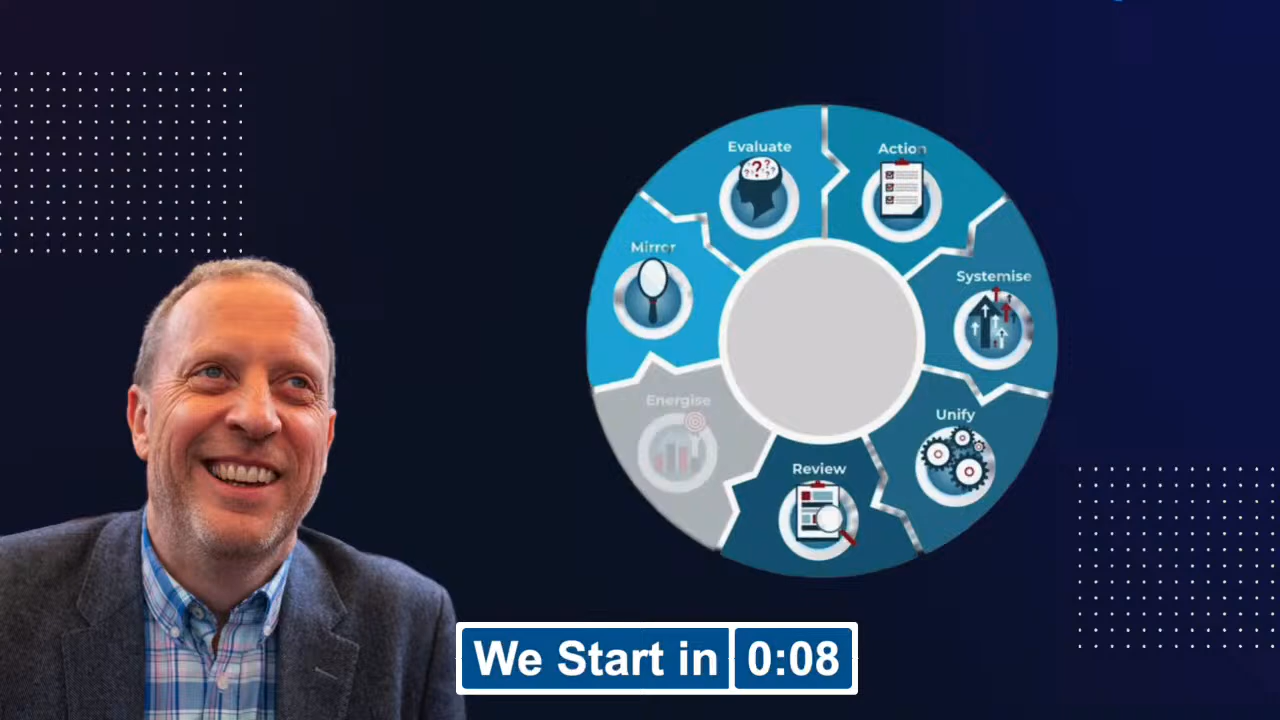 Evaluate
Action
Mirror
Systemise
Energise
Unify
Review
We Start in 0:08